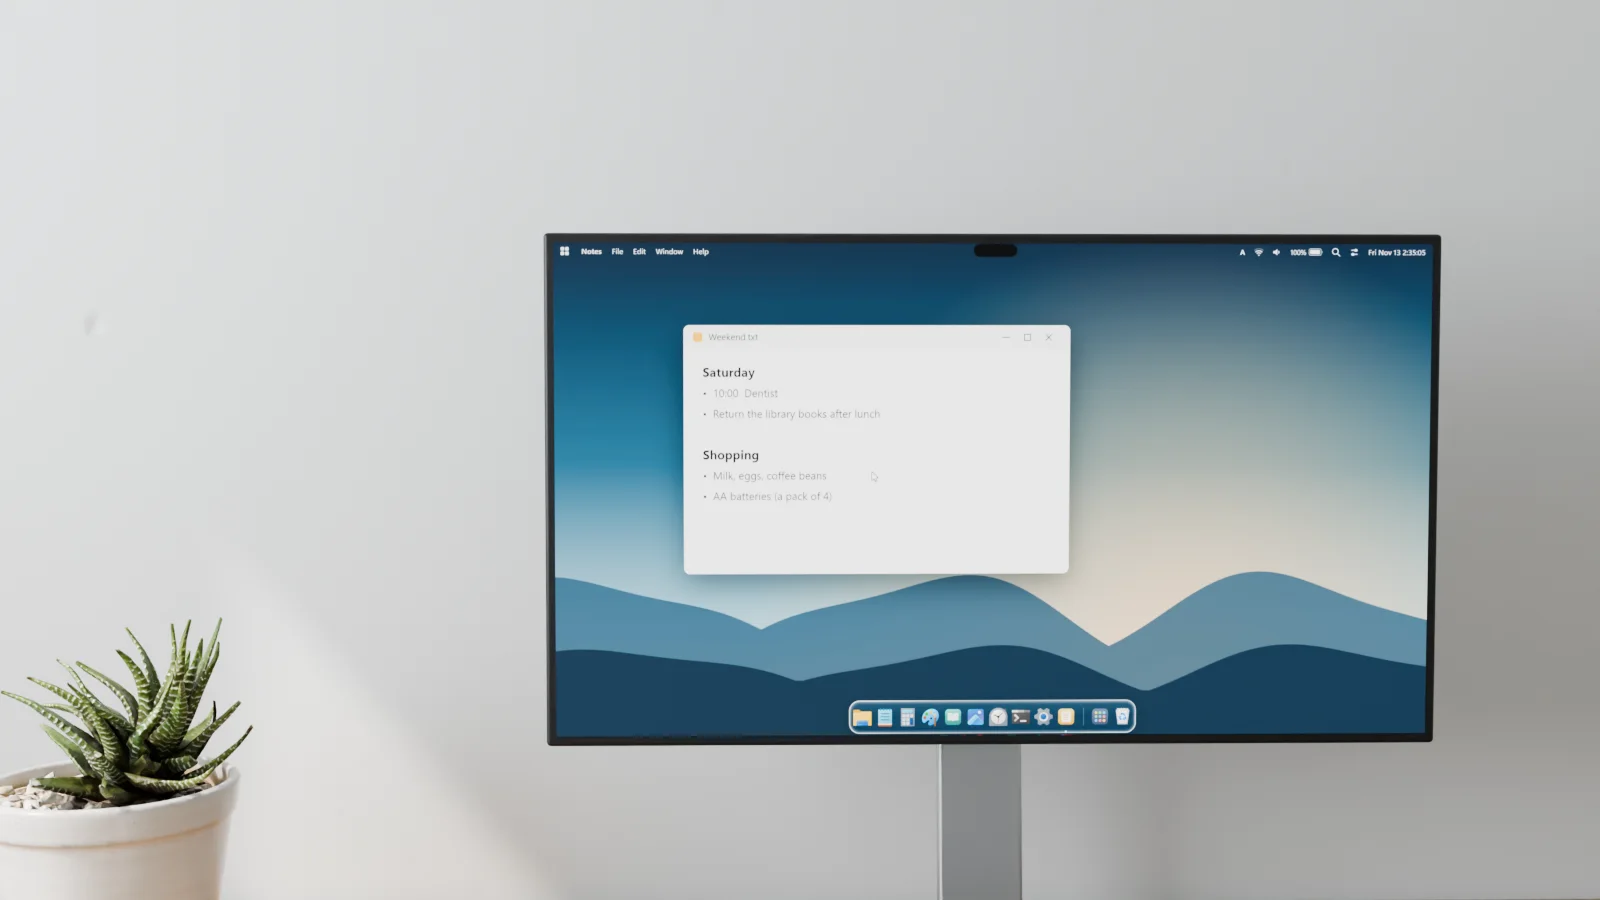 Notes File Edit Window Help
A 100% Fri Nov 13 2:35:05
Weekend.txt
Saturday
• 10:00 Dentist
• Return the library books after lunch
Shopping
• Milk, eggs, coffee beans
• AA batteries (a pack of 4)